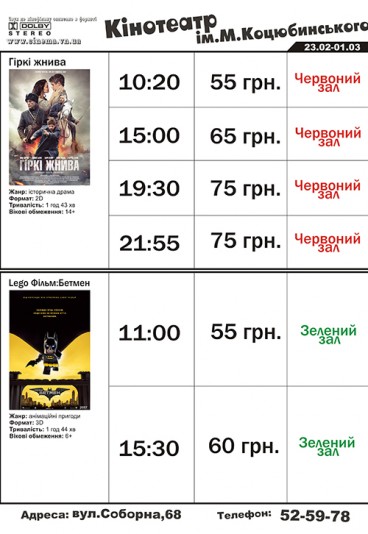 DOLBY
STEREO
www.cinema.vn.ua
Кінотеатр
ім.М.Коцюбинського
23.02-01.03
Гіркі жнива
ГІРКІ ЖНИВА
Жанр: історична драма
Формат: 2D
Тривалість: 1 год 43 хв
Вікові обмеження: 14+
10:20 55 грн. Червоний зал
15:00 65 грн. Червоний зал
19:30 75 грн. Червоний зал
21:55 75 грн. Червоний зал
Lego Фільм:Бетмен
Жанр: анімаційні пригоди
Формат: 3D
Тривалість: 1 год 44 хв
Вікові обмеження: 6+
11:00 55 грн. Зелений зал
15:30 60 грн. Зелений зал
Адреса: вул.Соборна,68 Телефон: 52-59-78